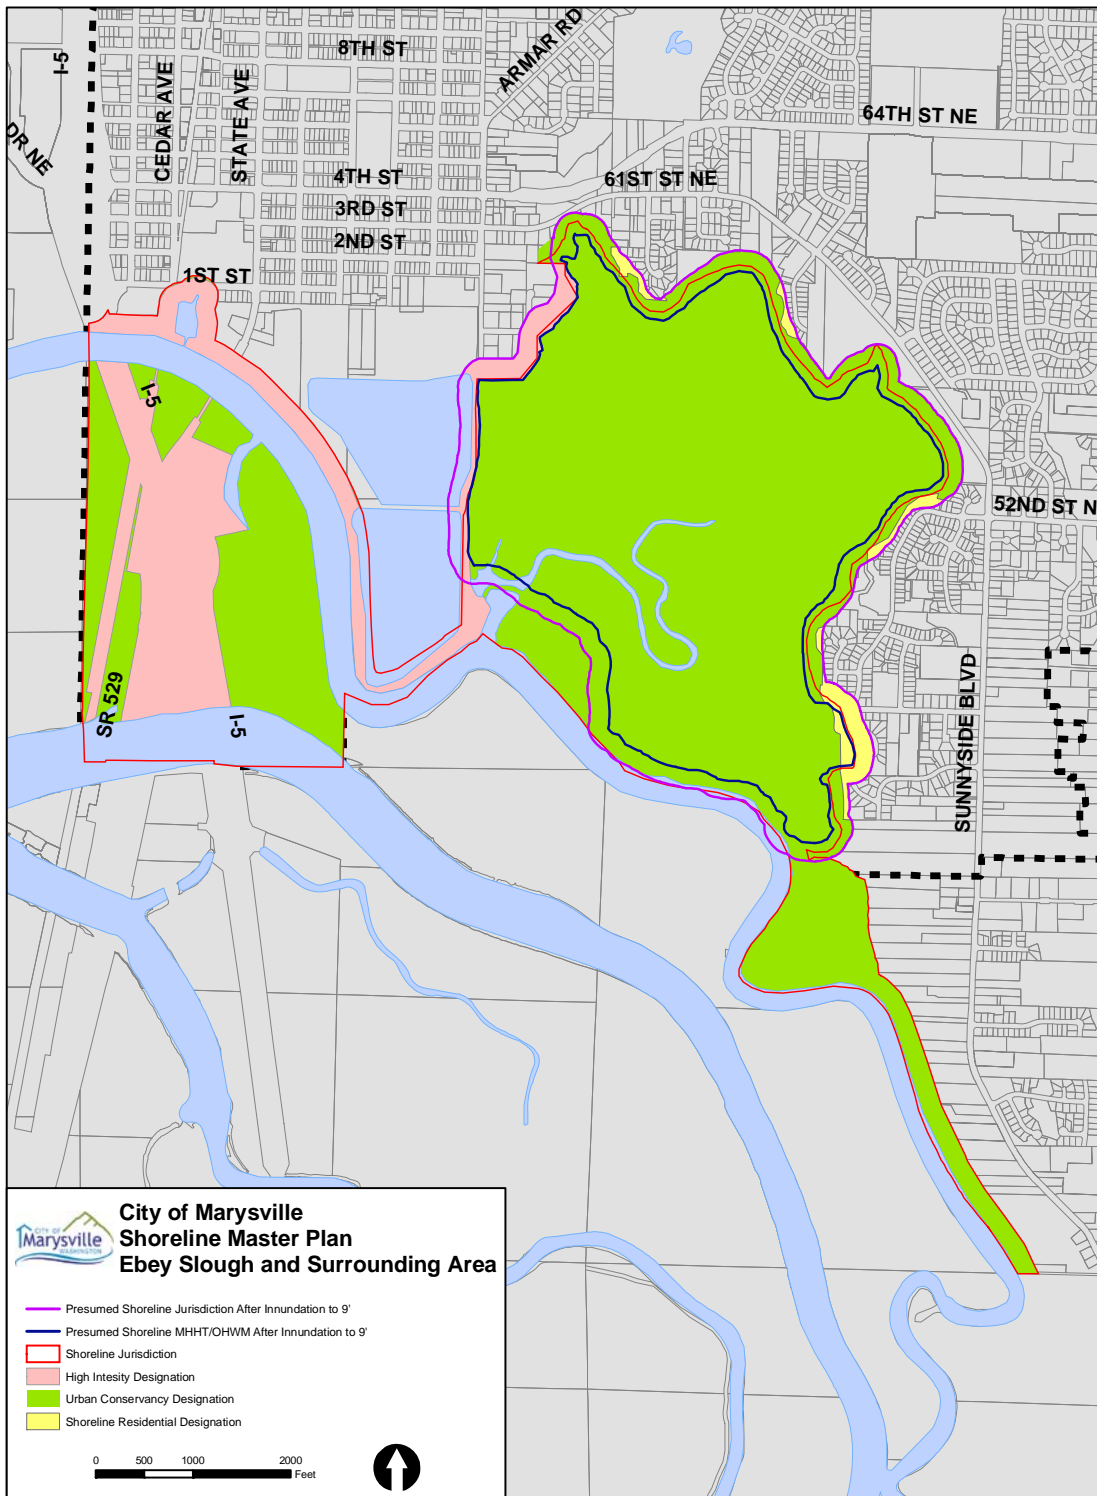 8TH ST
ARMAR RD
I-5
CEDAR AVE
STATE AVE
64TH ST NE
DR NE
4TH ST
61ST ST NE
3RD ST
2ND ST
1ST ST
I-5
52ND ST N
SR 529
I-5
SUNNYSIDE BLVD
CITY OF
Marysville
WASHINGTON
City of Marysville
Shoreline Master Plan
Ebey Slough and Surrounding Area
Presumed Shoreline Jurisdiction After Innundation to 9'
Presumed Shoreline MHHT/OHWM After Innundation to 9'
Shoreline Jurisdiction
High Intesity Designation
Urban Conservancy Designation
Shoreline Residential Designation
0 500 1000 2000
Feet